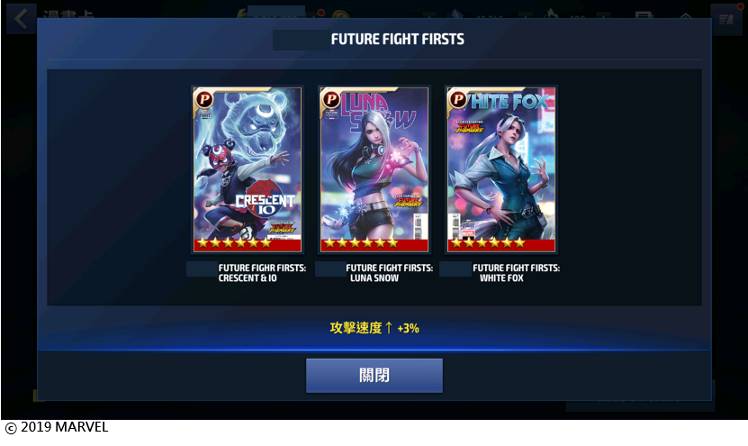 FUTURE FIGHT FIRSTS
P
CRESCENT
IO
P
LUNA
SNOW
P
WHITE FOX
FUTURE FIGHR FIRSTS:
CRESCENT & IO
FUTURE FIGHT FIRSTS:
LUNA SNOW
FUTURE FIGHT FIRSTS:
WHITE FOX
攻擊速度↑ +3%
關閉
© 2019 MARVEL